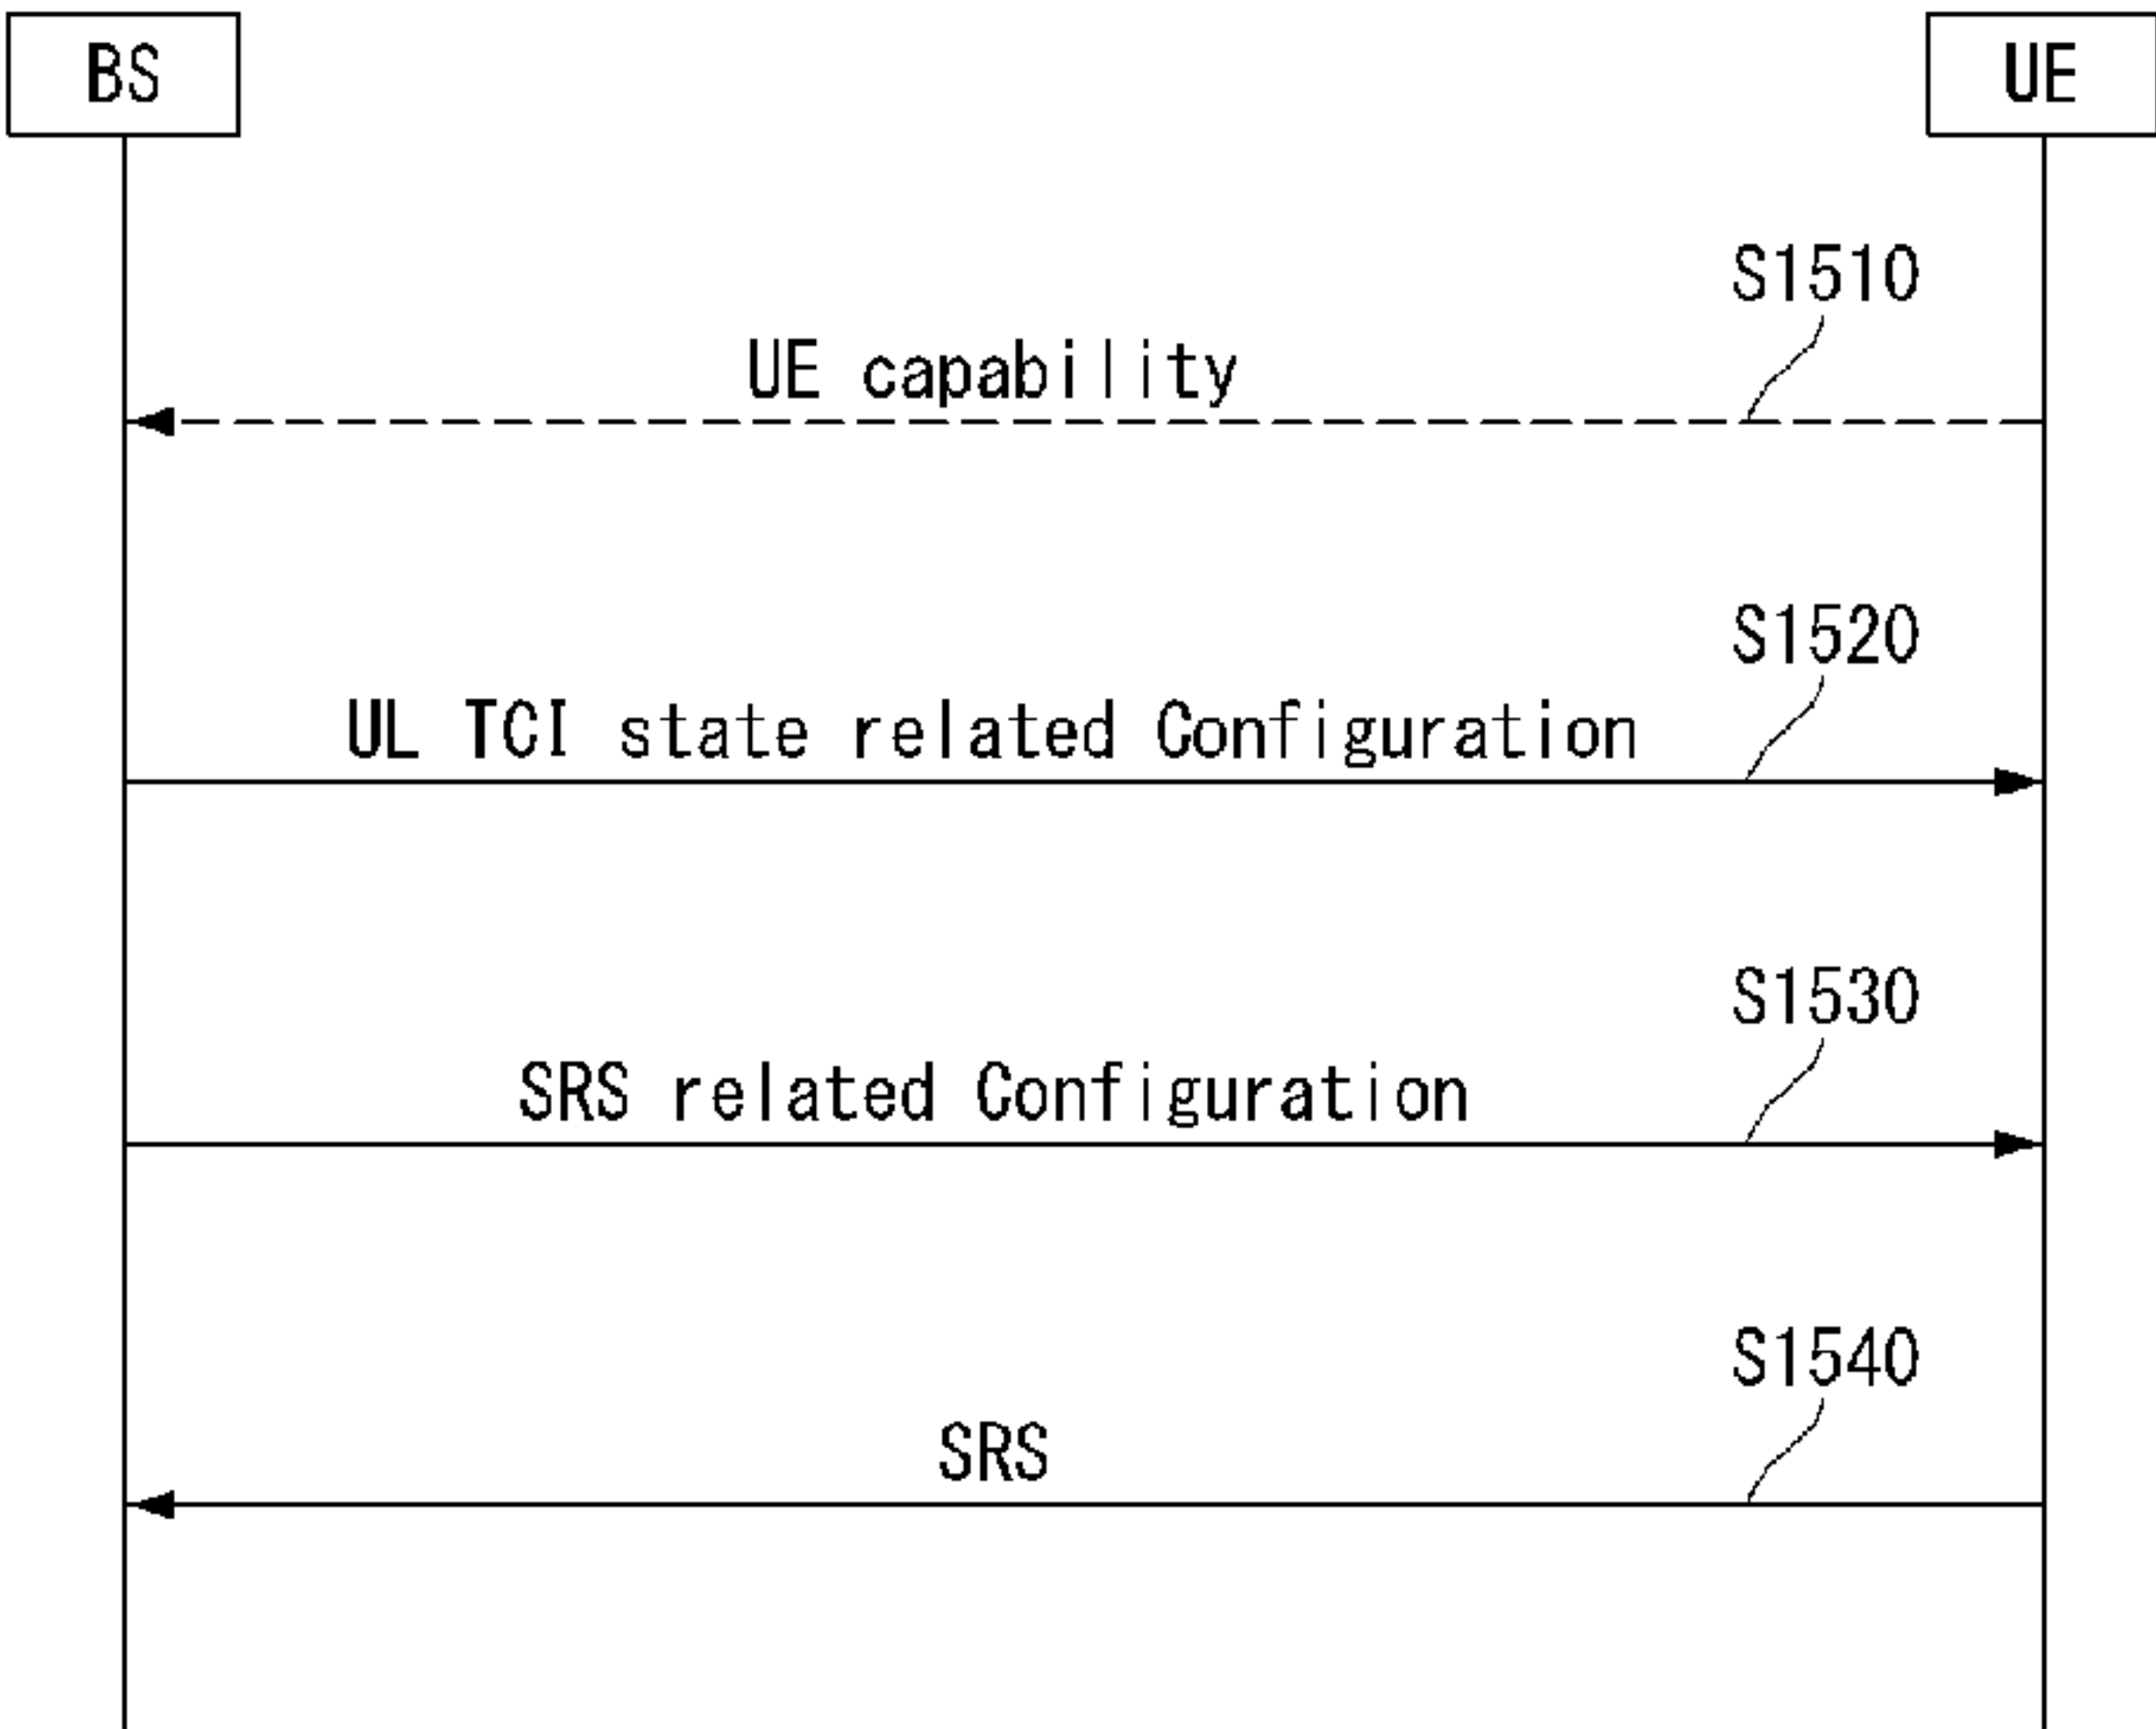 BS
UE
S1510
UE capability
S1520
UL TCI state related Configuration
S1530
SRS related Configuration
S1540
SRS